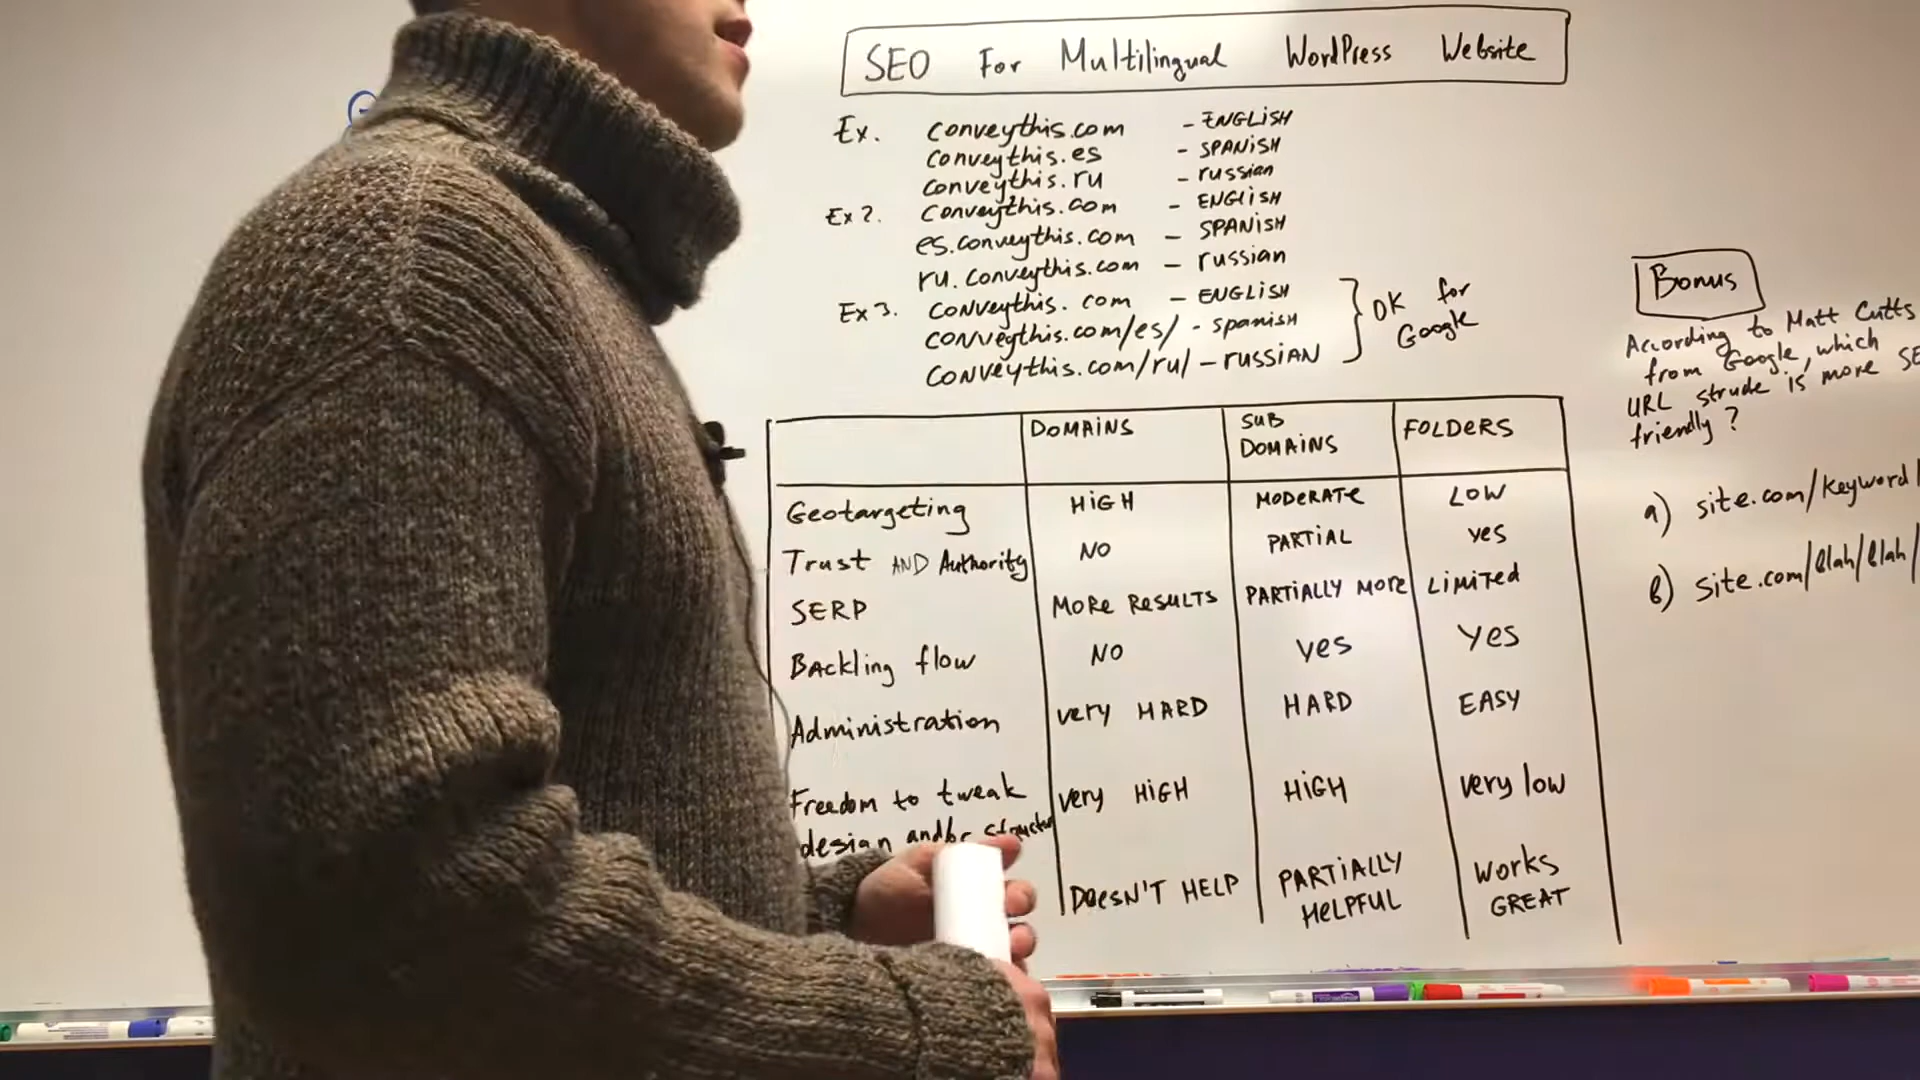 SEO For Multilingual WordPress Website
Ex. conveythis.com - ENGLISH
conveythis.es - SPANISH
conveythis.ru - russian
Ex 2. conveythis.com - ENGLISH
es.conveythis.com - SPANISH
ru.conveythis.com - russian
Ex 3. conveythis.com - ENGLISH
conveythis.com/es/ - spanish
conveythis.com/ru/ - RUSSIAN
OK for
Google
DOMAINS SUB DOMAINS FOLDERS
Geotargeting HIGH MODERATE LOW
Trust AND Authority NO PARTIAL yes
SERP MORE RESULTS PARTIALLY MORE LIMITED
Backling flow NO yes yes
Administration very HARD HARD EASY
Freedom to tweak very HIGH HIGH very low
design and/or
DOESN'T HELP PARTIALLY HELPFUL WORKS GREAT
Bonus
According to Matt Cutts
from Google, which
URL strude is more SE
friendly?
a) site.com/keyword/
b) site.com/blah/blah/